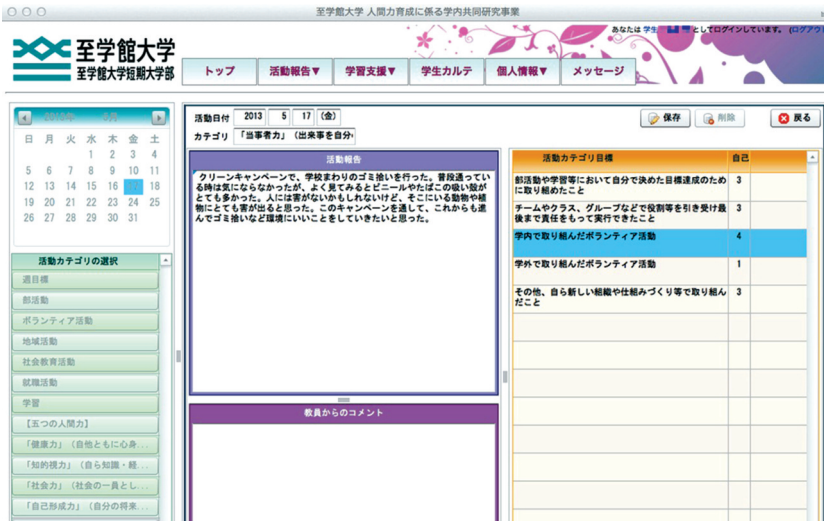 至学館大学 人間力育成に係る学内共同研究事業
あなたは 学生 としてログインしています。 (ログアウ
至学館大学
至学館大学短期大学部
トップ
活動報告▼
学習支援▼
学生カルテ
個人情報▼
メッセージ
2013年 5月
日 月 火 水 木 金 土
1 2 3 4
5 6 7 8 9 10 11
12 13 14 15 16 17 18
19 20 21 22 23 24 25
26 27 28 29 30 31
活動カテゴリの選択
週目標
部活動
ボランティア活動
地域活動
社会教育活動
就職活動
学習
【五つの人間力】
「健康力」（自他ともに心身...
「知的視力」（自ら知識・経...
「社会力」（社会の一員とし...
「自己形成力」（自分の将来...
活動日付 2013 5 17 (金)
カテゴリ 「当事者力」（出来事を自分・
保存
削除
戻る
活動報告
クリーンキャンペーンで、学校まわりのゴミ拾いを行った。普段通ってい
る時は気にならなかったが、よく見てみるとビニールやたばこの吸い殻が
とても多かった。人には害がないかもしれないけど、そこにいる動物や植
物にとても害が出ると思った。このキャンペーンを通して、これからも進
んでゴミ拾いなど環境にいいことをしていきたいと思った。
教員からのコメント
活動カテゴリ目標 自己
部活動や学習等において自分で決めた目標達成のため 3
に取り組めたこと
チームやクラス、グループなどで役割等を引き受け最 3
後まで責任をもって実行できたこと
学内で取り組んだボランティア活動 4
学外で取り組んだボランティア活動 1
その他、自ら新しい組織や仕組みづくり等で取り組ん 3
だこと